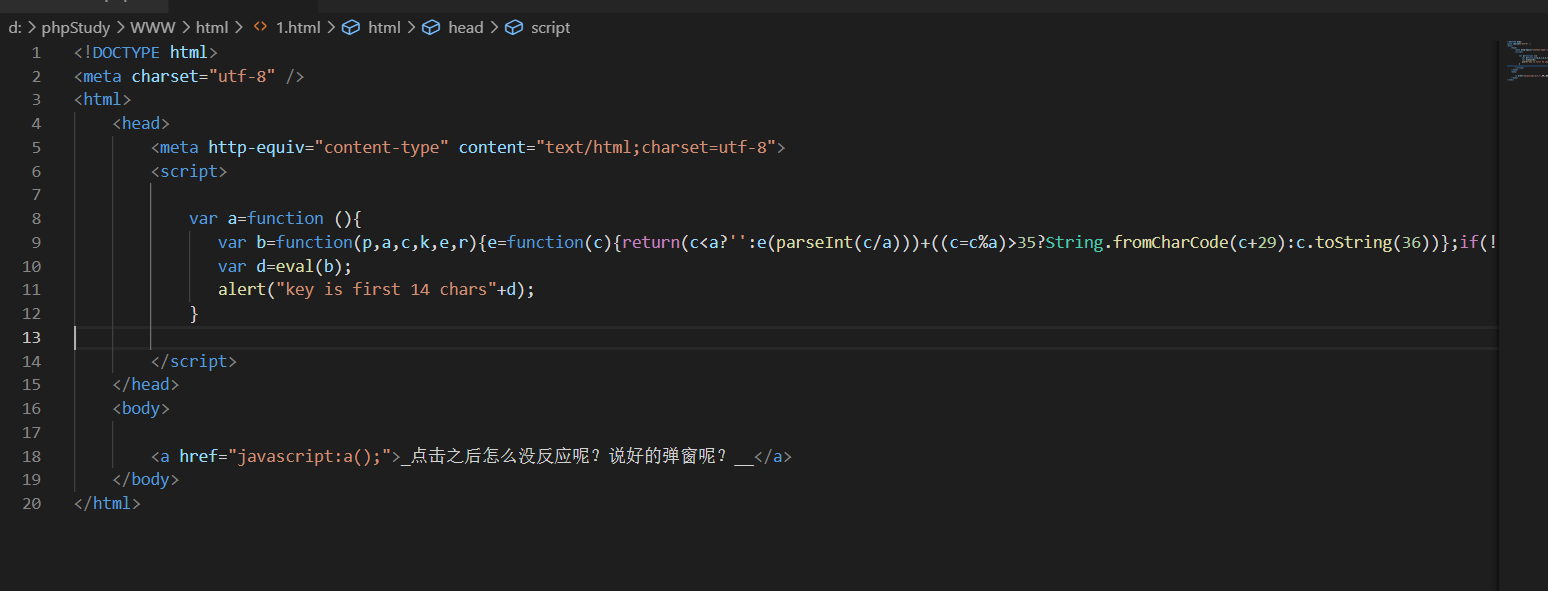 d: > phpStudy > WWW > html > 1.html > html > head > script
1 <!DOCTYPE html>
2 <meta charset="utf-8" />
3 <html>
4 <head>
5 <meta http-equiv="content-type" content="text/html;charset=utf-8">
6 <script>
7
8 var a=function (){
9 var b=function(p,a,c,k,e,r){e=function(c){return(c<a?'':e(parseInt(c/a)))+((c=c%a)>35?String.fromCharCode(c+29):c.toString(36))};if(!
10 var d=eval(b);
11 alert("key is first 14 chars"+d);
12 }
13
14 </script>
15 </head>
16 <body>
17
18 <a href="javascript:a();">_点击之后怎么没反应呢？说好的弹窗呢？__</a>
19 </body>
20 </html>